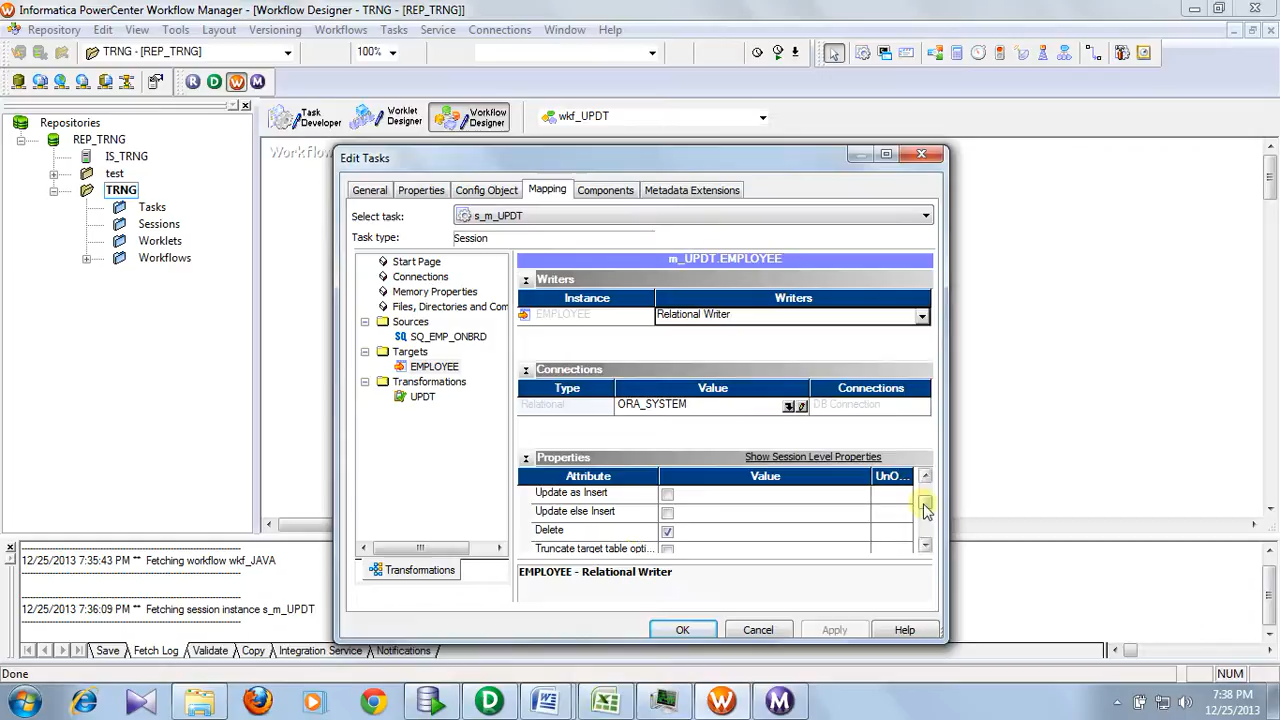 Informatica PowerCenter Workflow Manager - [Workflow Designer - TRNG - [REP_TRNG]]
Repository Edit View Tools Layout Versioning Workflows Tasks Service Connections Window Help
TRNG - [REP_TRNG] 100%
R D W M
Repositories
REP_TRNG
IS_TRNG
test
TRNG
Tasks
Sessions
Worklets
Workflows
Task Developer
Worklet Designer
Workflow Designer
wkf_UPDT
Edit Tasks
General Properties Config Object Mapping Components Metadata Extensions
Select task: s_m_UPDT
Task type: Session
Start Page
Connections
Memory Properties
Files, Directories and Com
Sources
SQ_EMP_ONBRD
Targets
EMPLOYEE
Transformations
UPDT
Transformations
m_UPDT.EMPLOYEE
Writers
Instance Writers
EMPLOYEE Relational Writer
Connections
Type Value Connections
Relational ORA_SYSTEM DB Connection
Properties Show Session Level Properties
Attribute Value UnO...
Update as Insert
Update else Insert
Delete
Truncate target table opti...
EMPLOYEE - Relational Writer
OK Cancel Apply Help
12/25/2013 7:35:43 PM ** Fetching workflow wkf_JAVA
12/25/2013 7:36:09 PM ** Fetching session instance s_m_UPDT
Save Fetch Log Validate Copy Integration Service Notifications
Done NUM
7:38 PM
12/25/2013